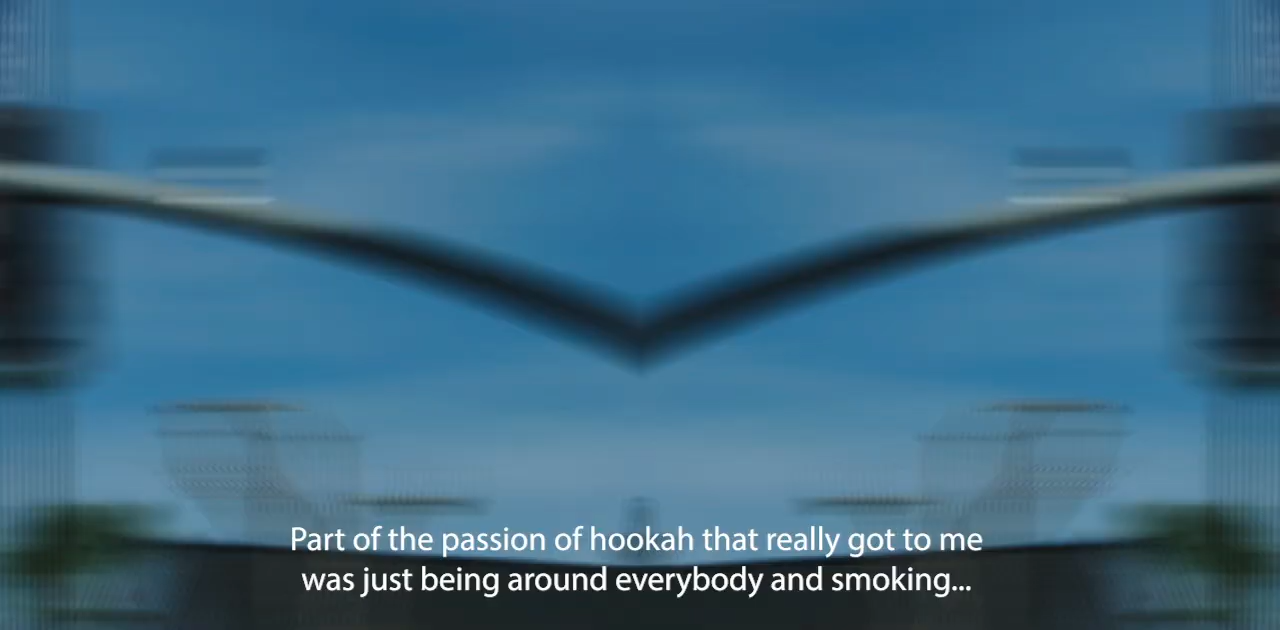 Part of the passion of hookah that really got to me
was just being around everybody and smoking...